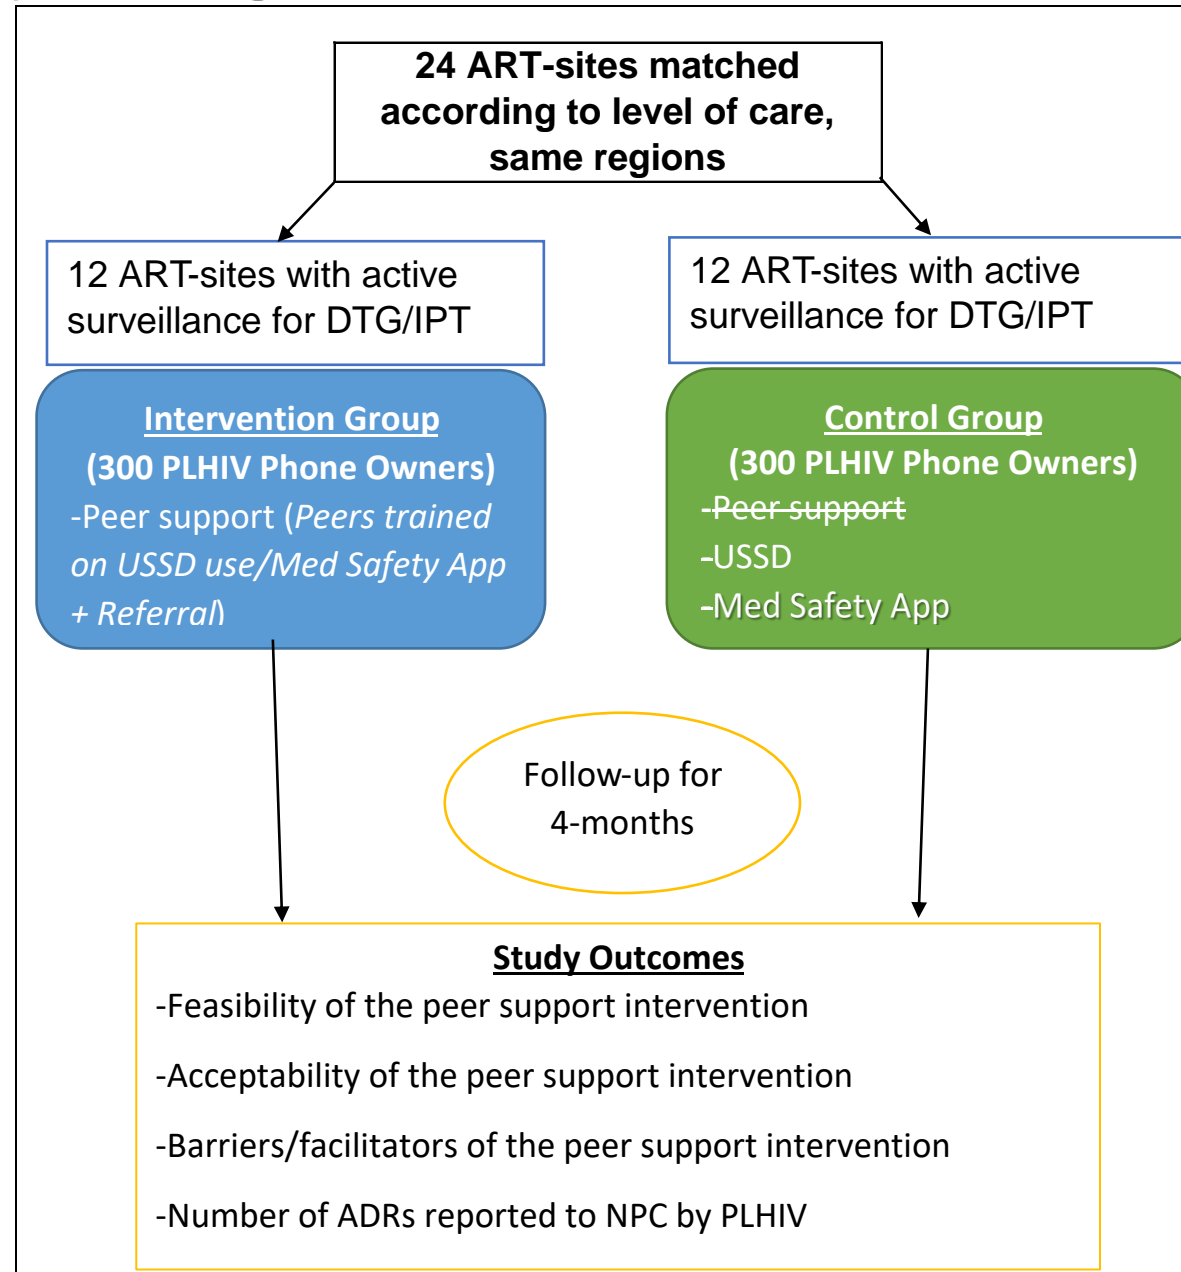 24 ART-sites matched
according to level of care,
same regions
12 ART-sites with active
surveillance for DTG/IPT
12 ART-sites with active
surveillance for DTG/IPT
Intervention Group
(300 PLHIV Phone Owners)
-Peer support (Peers trained
on USSD use/Med Safety App
+ Referral)
Control Group
(300 PLHIV Phone Owners)
-Peer support
-USSD
-Med Safety App
Follow-up for
4-months
Study Outcomes
-Feasibility of the peer support intervention
-Acceptability of the peer support intervention
-Barriers/facilitators of the peer support intervention
-Number of ADRs reported to NPC by PLHIV